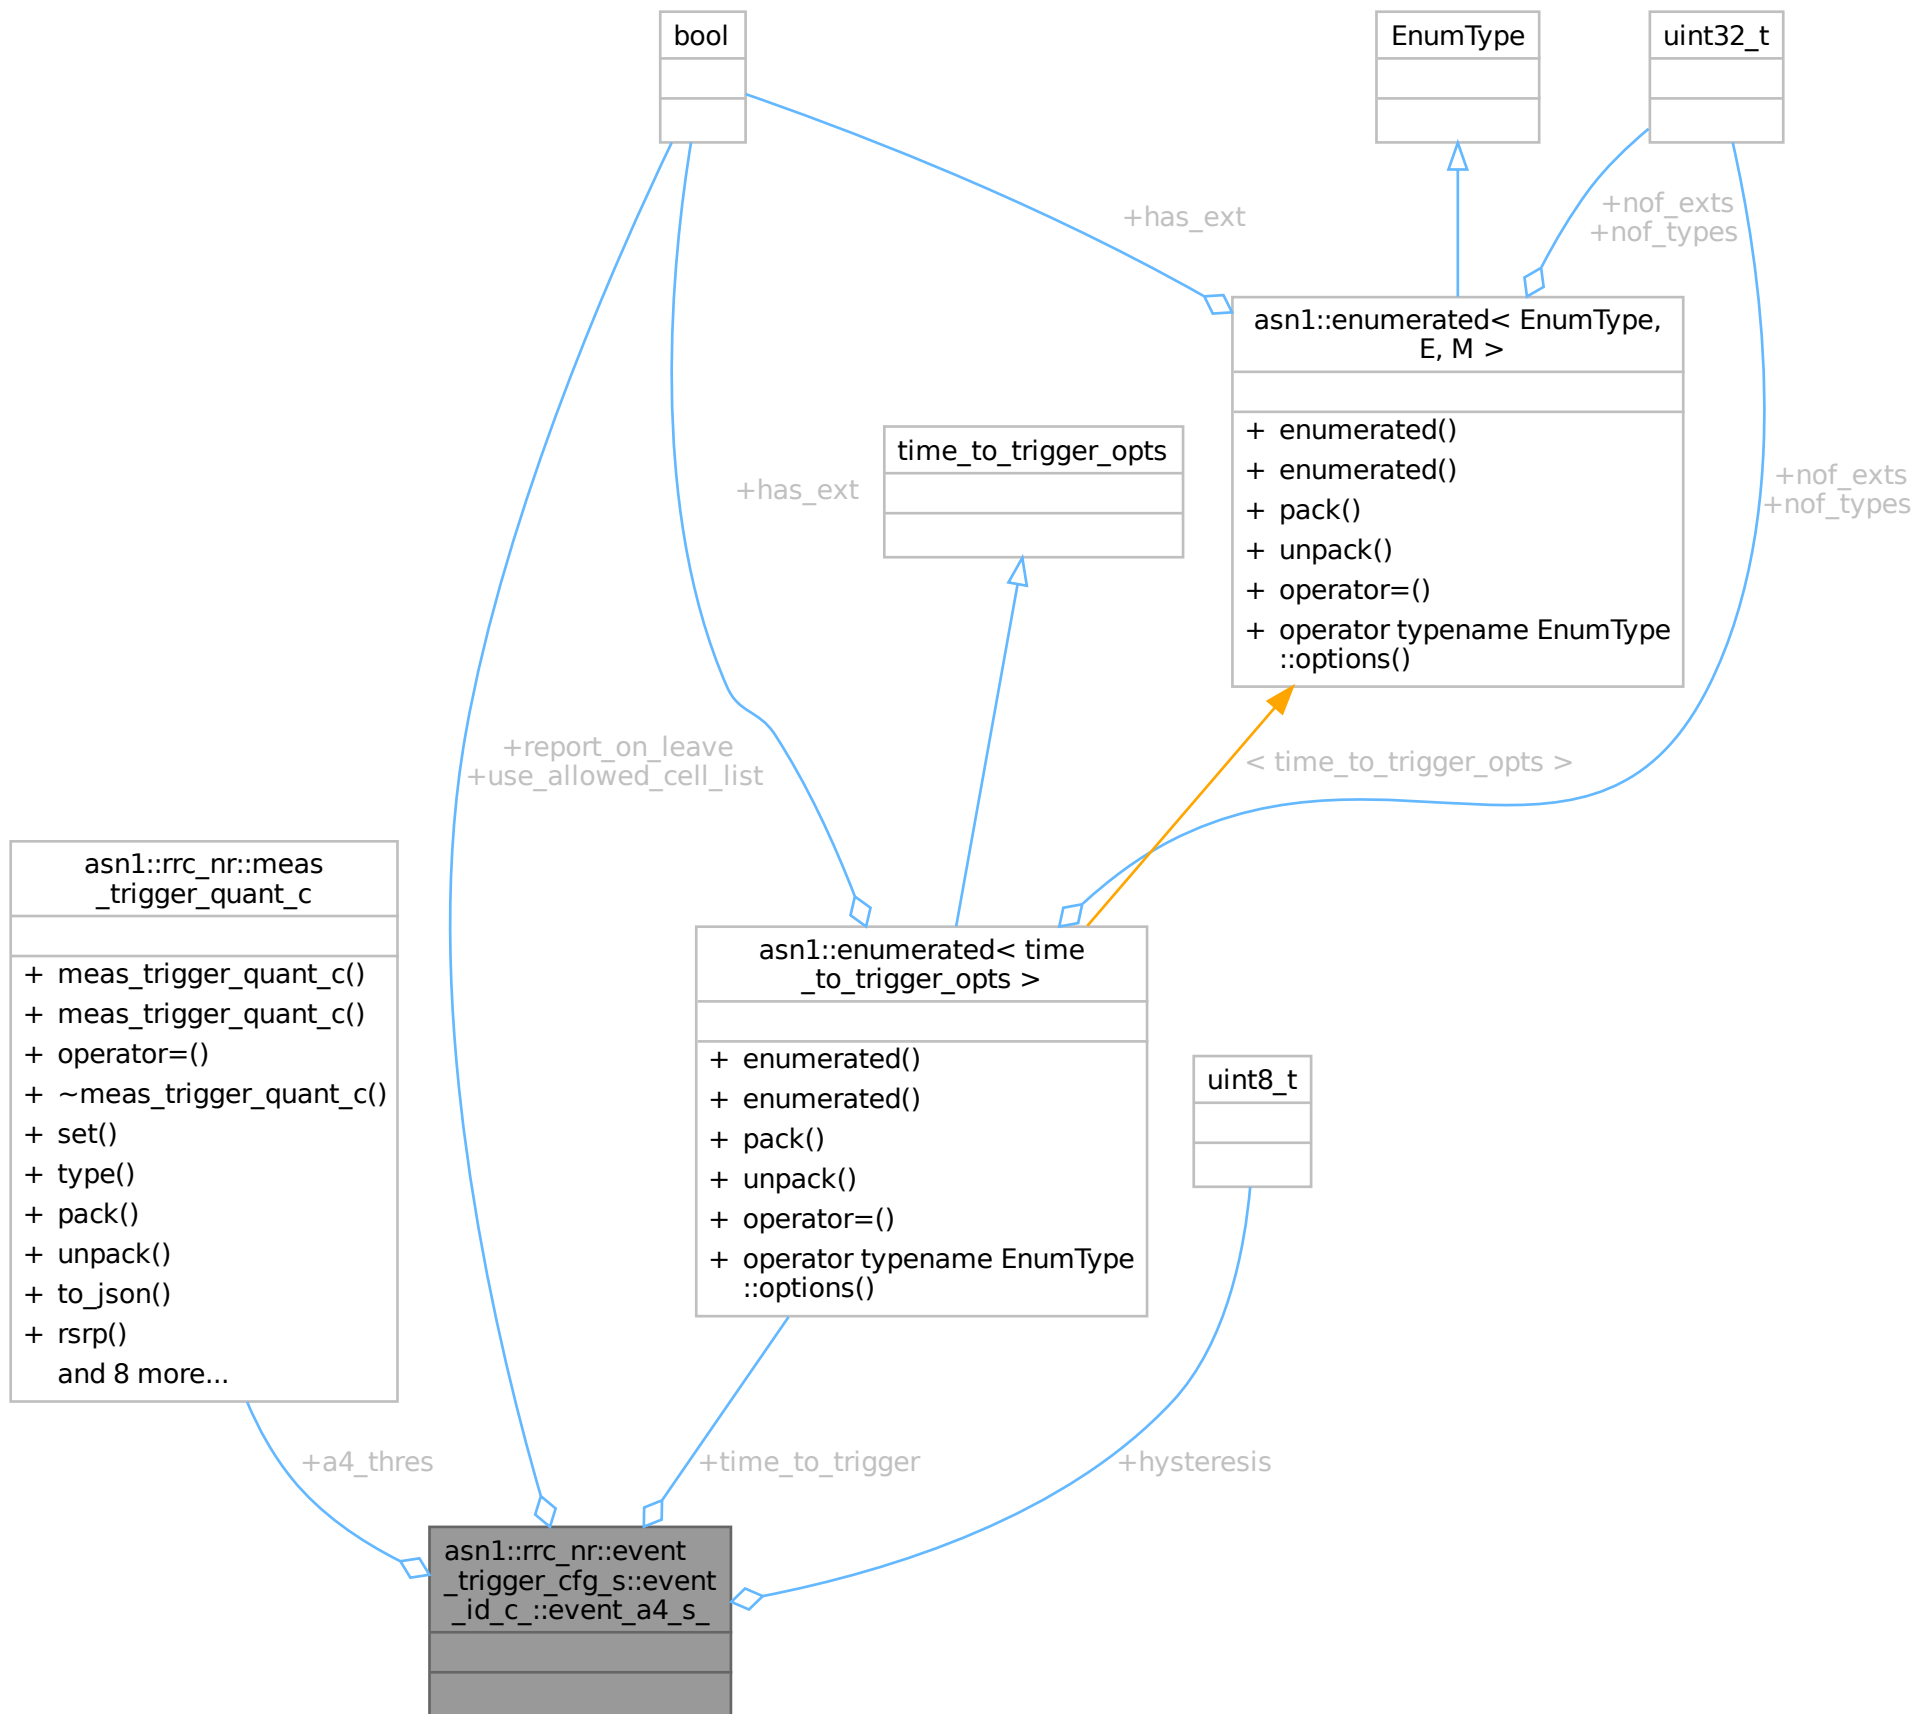 bool
EnumType
uint32_t
+has_ext
+nof_exts
+nof_types
asn1::enumerated< EnumType,
E, M >
+ enumerated()
+ enumerated()
+ pack()
+ unpack()
+ operator=()
+ operator typename EnumType
::options()
time_to_trigger_opts
+has_ext
+nof_exts
+nof_types
+report_on_leave
+use_allowed_cell_list
< time_to_trigger_opts >
asn1::rrc_nr::meas
_trigger_quant_c
+ meas_trigger_quant_c()
+ meas_trigger_quant_c()
+ operator=()
+ ~meas_trigger_quant_c()
+ set()
+ type()
+ pack()
+ unpack()
+ to_json()
+ rsrp()
and 8 more...
asn1::enumerated< time
_to_trigger_opts >
+ enumerated()
+ enumerated()
+ pack()
+ unpack()
+ operator=()
+ operator typename EnumType
::options()
uint8_t
+a4_thres
+time_to_trigger
+hysteresis
asn1::rrc_nr::event
_trigger_cfg_s::event
_id_c_::event_a4_s_